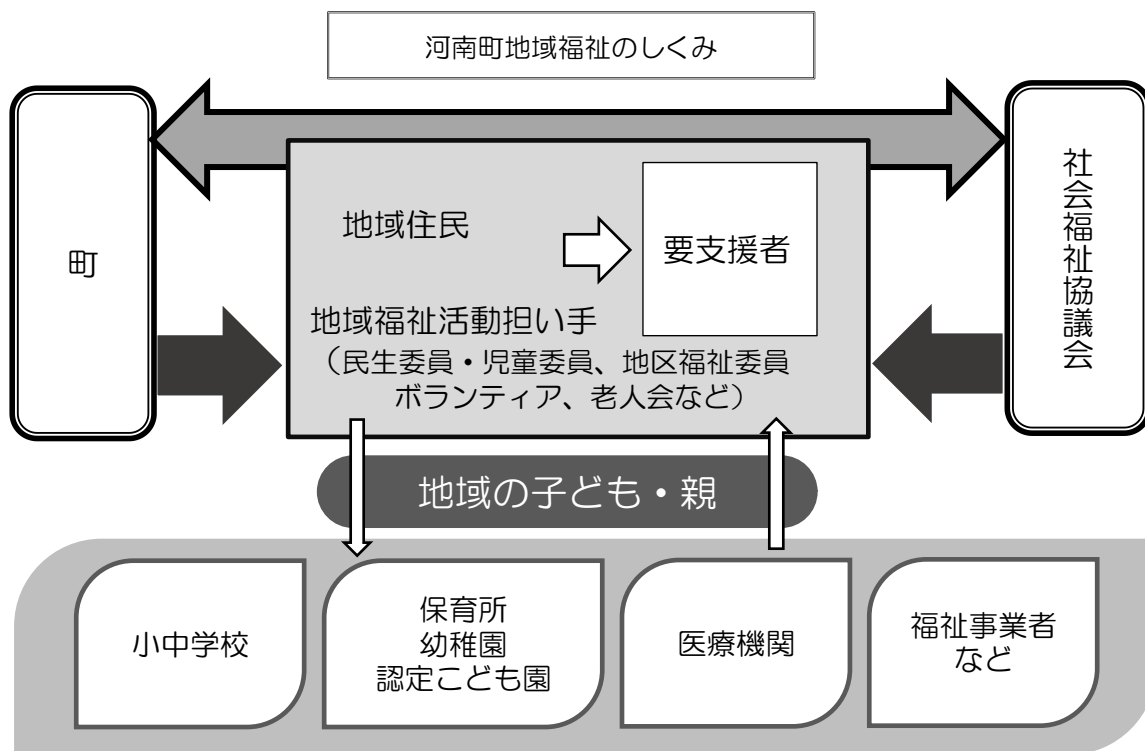 河南町地域福祉のしくみ
町
社会福祉協議会
地域住民
要支援者
地域福祉活動担い手
（民生委員・児童委員、地区福祉委員
ボランティア、老人会など）
地域の子ども・親
小中学校
保育所
幼稚園
認定こども園
医療機関
福祉事業者
など